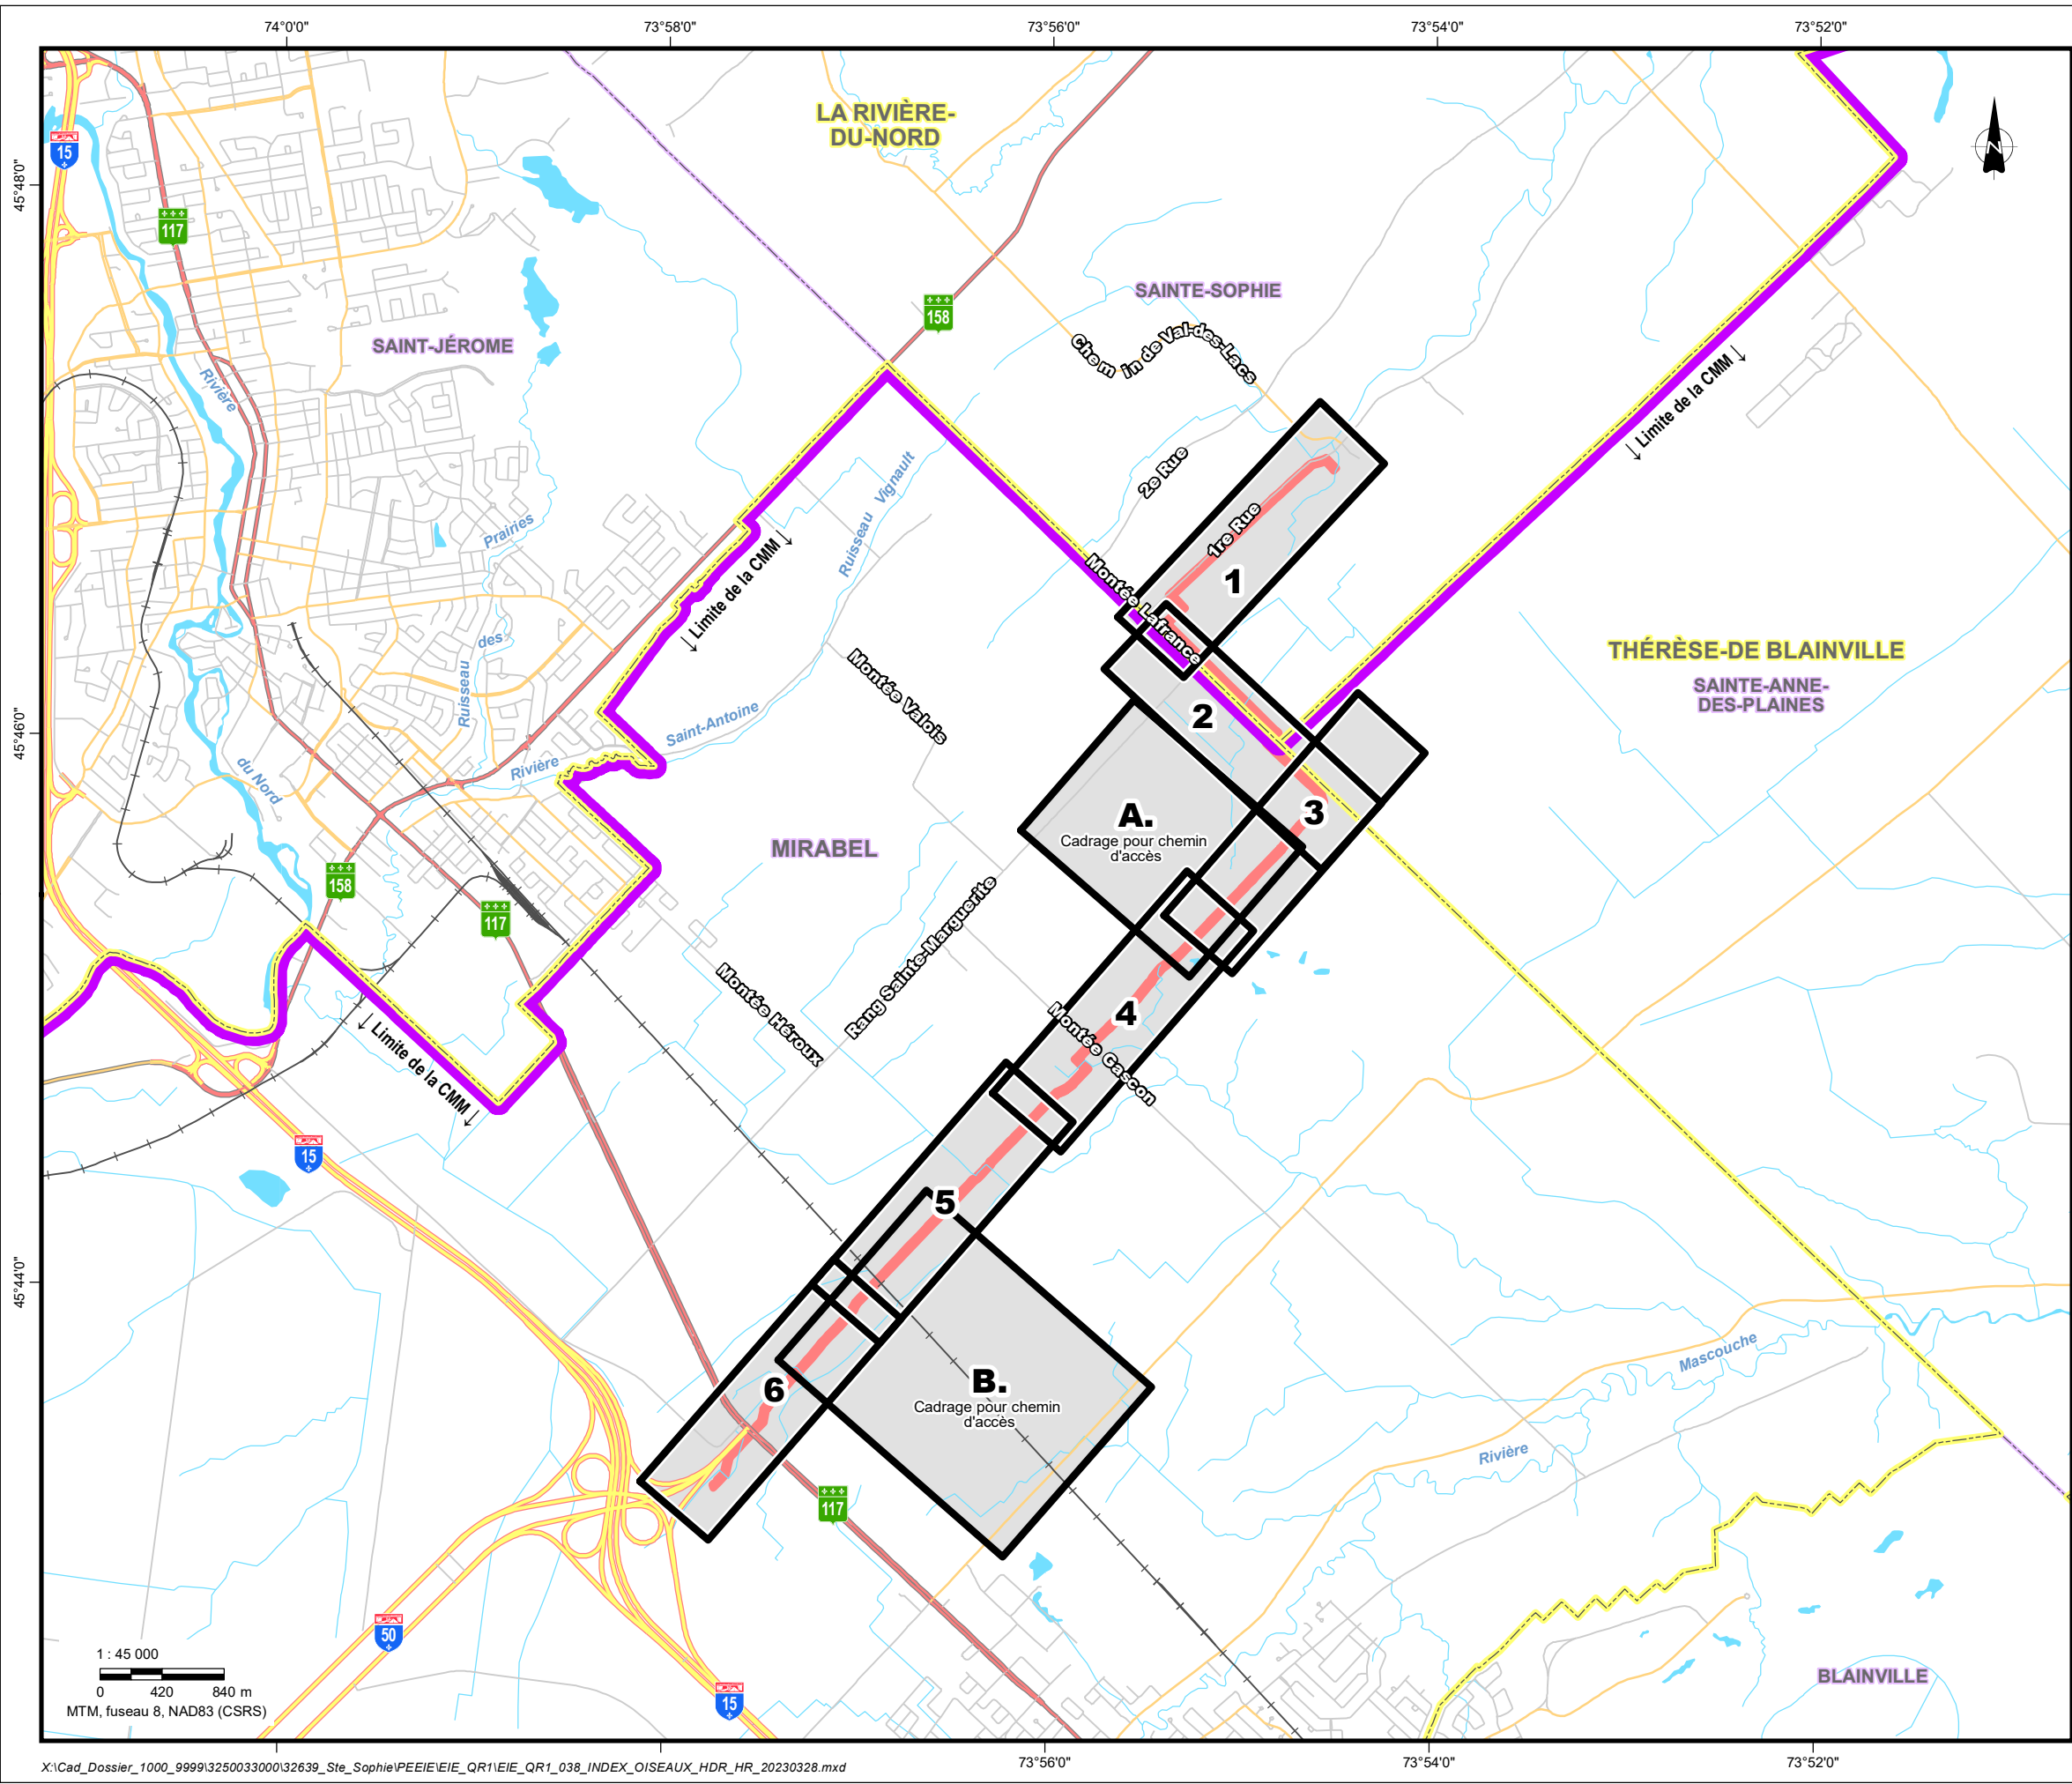 74°0'0"
73°58'0"
73°56'0"
73°54'0"
73°52'0"
45°48'0"
45°46'0"
45°44'0"
LA RIVIÈRE-
DU-NORD
N
15
117
158
SAINTE-SOPHIE
SAINT-JÉROME
Chemin de Val-des-Lacs
Limite de la CMM
Rivière
2e Rue
Ruisseau Vignault
1re Rue
Prairies
Limite de la CMM
Montée Lafrance
1
des
Ruisseau
THÉRÈSE-DE BLAINVILLE
SAINTE-ANNE-
DES-PLAINES
Montée Valois
2
Saint-Antoine
Rivière
du Nord
3
A.
Cadrage pour chemin
d'accès
MIRABEL
158
117
Rang Sainte-Marguerite
Montée Héroux
4
Montée Gascon
Limite de la CMM
15
5
Mascouche
6
B.
Cadrage pour chemin
d'accès
Rivière
117
50
15
BLAINVILLE
1 : 45 000
0 420 840 m
MTM, fuseau 8, NAD83 (CSRS)
73°56'0"
73°54'0"
73°52'0"
X:\Cad_Dossier_1000_9999\3250033000\32639_Ste_Sophie\PEEIE\EIE_QR1\EIE_QR1_038_INDEX_OISEAUX_HDR_HR_20230328.mxd